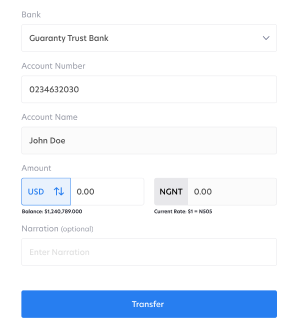 Bank
Guaranty Trust Bank
Account Number
0234632030
Account Name
John Doe
Amount
USD 0.00 NGNT 0.00
Balance: $1,240,789.000 Current Rate: $1 = N505
Narration (optional)
Enter Narration
Transfer